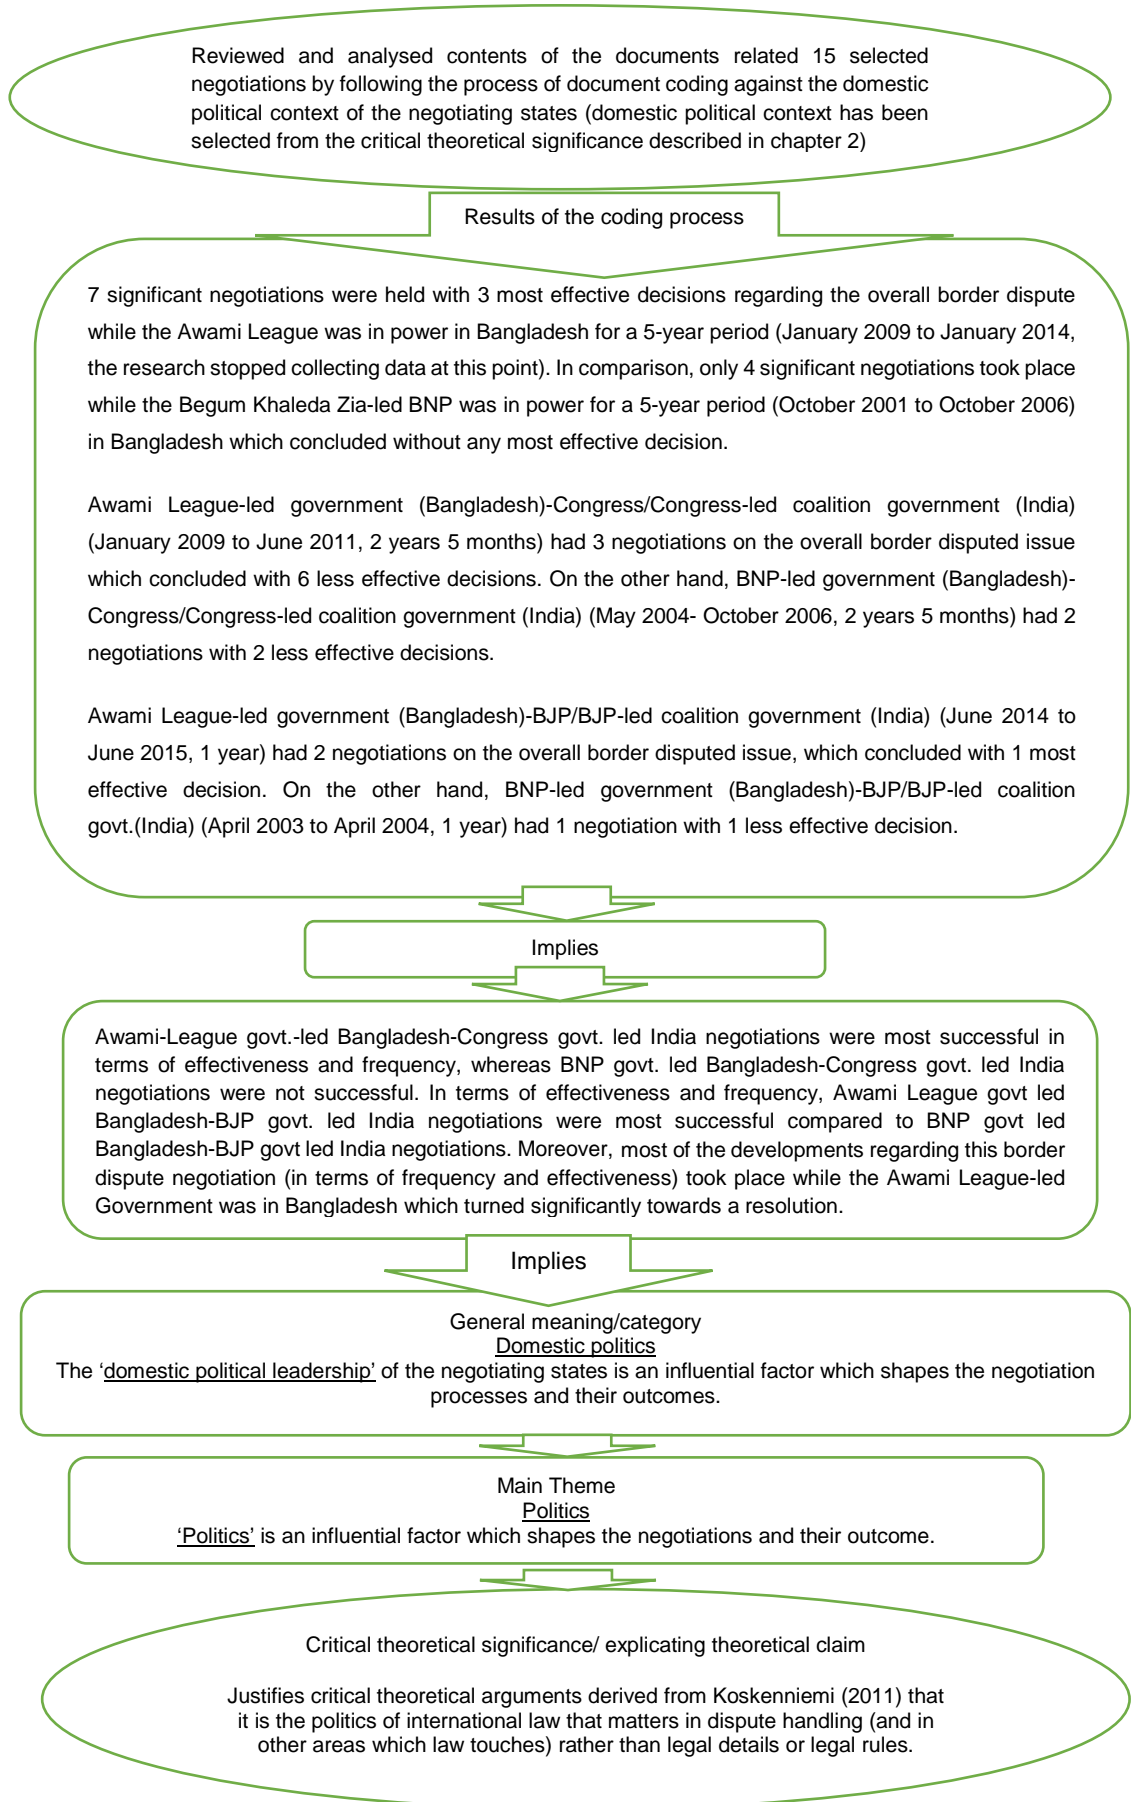 Reviewed and analysed contents of the documents related 15 selected
negotiations by following the process of document coding against the domestic
political context of the negotiating states (domestic political context has been
selected from the critical theoretical significance described in chapter 2)
Results of the coding process
7 significant negotiations were held with 3 most effective decisions regarding the overall border dispute
while the Awami League was in power in Bangladesh for a 5-year period (January 2009 to January 2014,
the research stopped collecting data at this point). In comparison, only 4 significant negotiations took place
while the Begum Khaleda Zia-led BNP was in power for a 5-year period (October 2001 to October 2006)
in Bangladesh which concluded without any most effective decision.
Awami League-led government (Bangladesh)-Congress/Congress-led coalition government (India)
(January 2009 to June 2011, 2 years 5 months) had 3 negotiations on the overall border disputed issue
which concluded with 6 less effective decisions. On the other hand, BNP-led government (Bangladesh)-
Congress/Congress-led coalition government (India) (May 2004- October 2006, 2 years 5 months) had 2
negotiations with 2 less effective decisions.
Awami League-led government (Bangladesh)-BJP/BJP-led coalition government (India) (June 2014 to
June 2015, 1 year) had 2 negotiations on the overall border disputed issue, which concluded with 1 most
effective decision. On the other hand, BNP-led government (Bangladesh)-BJP/BJP-led coalition
govt.(India) (April 2003 to April 2004, 1 year) had 1 negotiation with 1 less effective decision.
Implies
Awami-League govt.-led Bangladesh-Congress govt. led India negotiations were most successful in
terms of effectiveness and frequency, whereas BNP govt. led Bangladesh-Congress govt. led India
negotiations were not successful. In terms of effectiveness and frequency, Awami League govt led
Bangladesh-BJP govt. led India negotiations were most successful compared to BNP govt led
Bangladesh-BJP govt led India negotiations. Moreover, most of the developments regarding this border
dispute negotiation (in terms of frequency and effectiveness) took place while the Awami League-led
Government was in Bangladesh which turned significantly towards a resolution.
Implies
General meaning/category
Domestic politics
The ‘domestic political leadership’ of the negotiating states is an influential factor which shapes the negotiation
processes and their outcomes.
Main Theme
Politics
‘Politics’ is an influential factor which shapes the negotiations and their outcome.
Critical theoretical significance/ explicating theoretical claim
Justifies critical theoretical arguments derived from Koskenniemi (2011) that
it is the politics of international law that matters in dispute handling (and in
other areas which law touches) rather than legal details or legal rules.